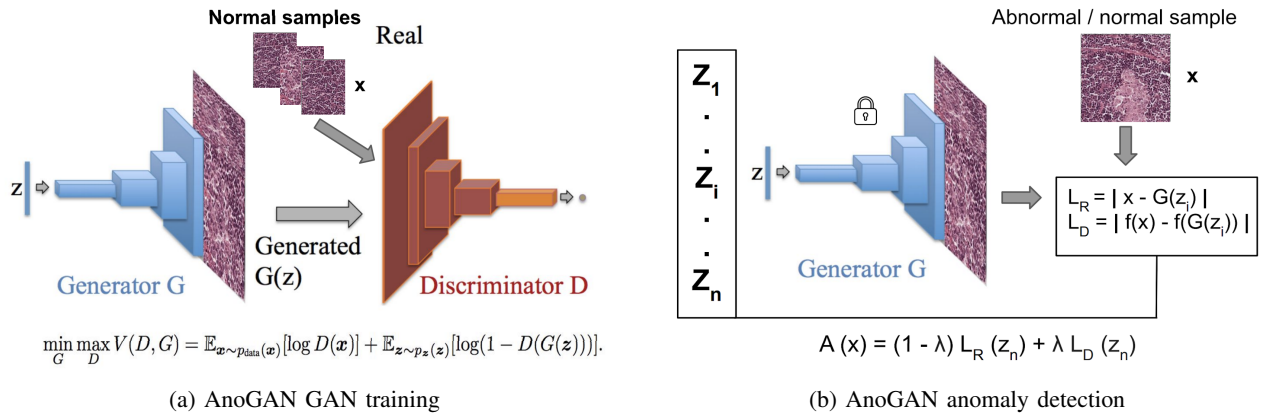 Normal samples
Real
x
z
Generated
G(z)
Generator G
Discriminator D
min max V(D, G) = 𝔼x∼pdata(x)[log D(x)] + 𝔼z∼pz(z)[log(1 − D(G(z)))].
G D
(a) AnoGAN GAN training
Abnormal / normal sample
x
Z1
.
.
Zi
.
.
Zn
z
Generator G
LR = | x - G(zi) |
LD = | f(x) - f(G(zi)) |
A (x) = (1 - λ) LR (zn) + λ LD (zn)
(b) AnoGAN anomaly detection